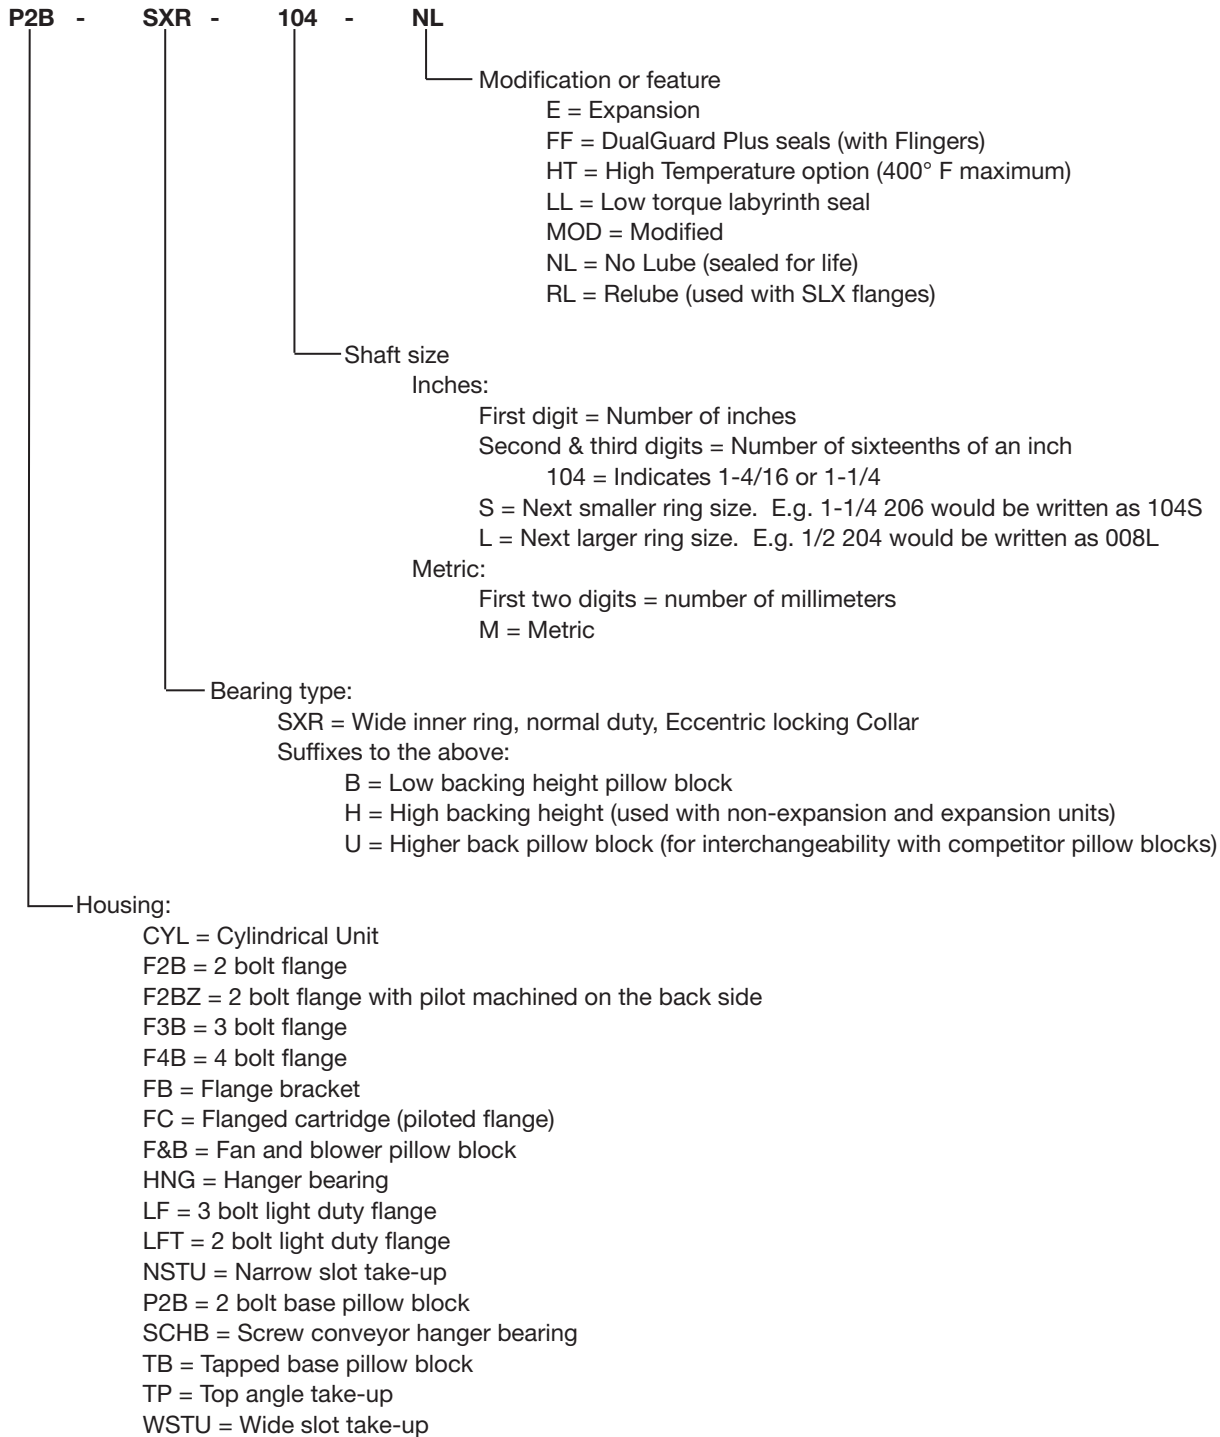 P2B - SXR - 104 - NL
Modification or feature
E = Expansion
FF = DualGuard Plus seals (with Flingers)
HT = High Temperature option (400° F maximum)
LL = Low torque labyrinth seal
MOD = Modified
NL = No Lube (sealed for life)
RL = Relube (used with SLX flanges)
Shaft size
Inches:
First digit = Number of inches
Second & third digits = Number of sixteenths of an inch
104 = Indicates 1-4/16 or 1-1/4
S = Next smaller ring size.  E.g. 1-1/4 206 would be written as 104S
L = Next larger ring size.  E.g. 1/2 204 would be written as 008L
Metric:
First two digits = number of millimeters
M = Metric
Bearing type:
SXR = Wide inner ring, normal duty, Eccentric locking Collar
Suffixes to the above:
B = Low backing height pillow block
H = High backing height (used with non-expansion and expansion units)
U = Higher back pillow block (for interchangeability with competitor pillow blocks)
Housing:
CYL = Cylindrical Unit
F2B = 2 bolt flange
F2BZ = 2 bolt flange with pilot machined on the back side
F3B = 3 bolt flange
F4B = 4 bolt flange
FB = Flange bracket
FC = Flanged cartridge (piloted flange)
F&B = Fan and blower pillow block
HNG = Hanger bearing
LF = 3 bolt light duty flange
LFT = 2 bolt light duty flange
NSTU = Narrow slot take-up
P2B = 2 bolt base pillow block
SCHB = Screw conveyor hanger bearing
TB = Tapped base pillow block
TP = Top angle take-up
WSTU = Wide slot take-up